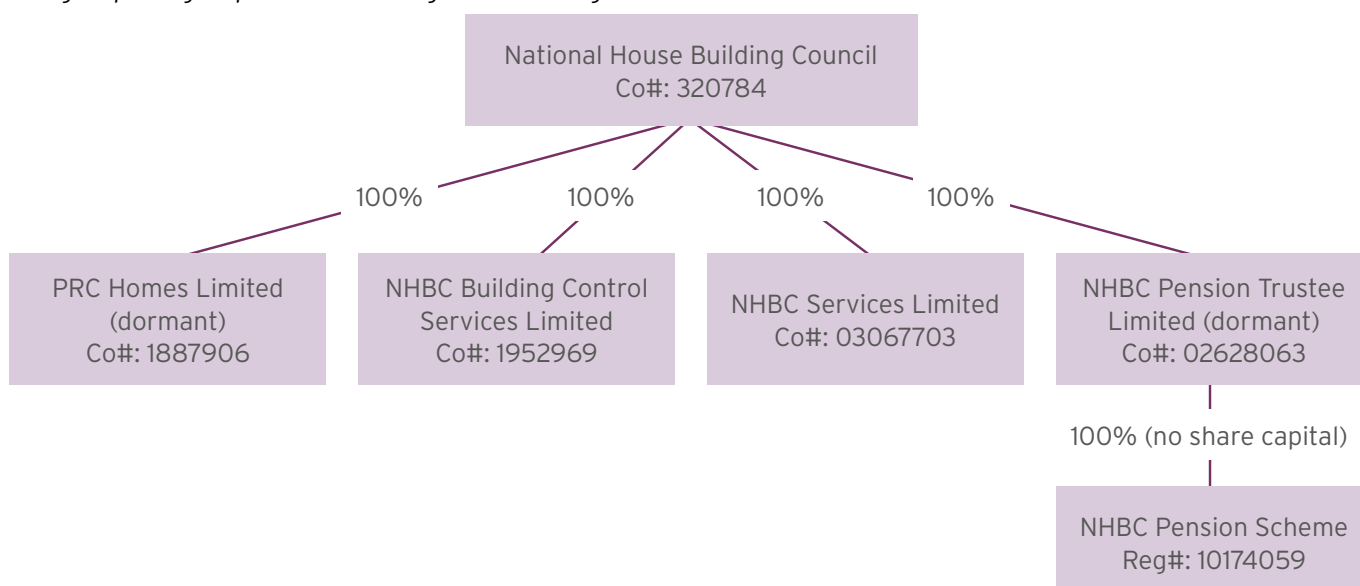 National House Building Council
Co#: 320784
100%
100%
100%
100%
PRC Homes Limited
(dormant)
Co#: 1887906
NHBC Building Control
Services Limited
Co#: 1952969
NHBC Services Limited
Co#: 03067703
NHBC Pension Trustee
Limited (dormant)
Co#: 02628063
100% (no share capital)
NHBC Pension Scheme
Reg#: 10174059